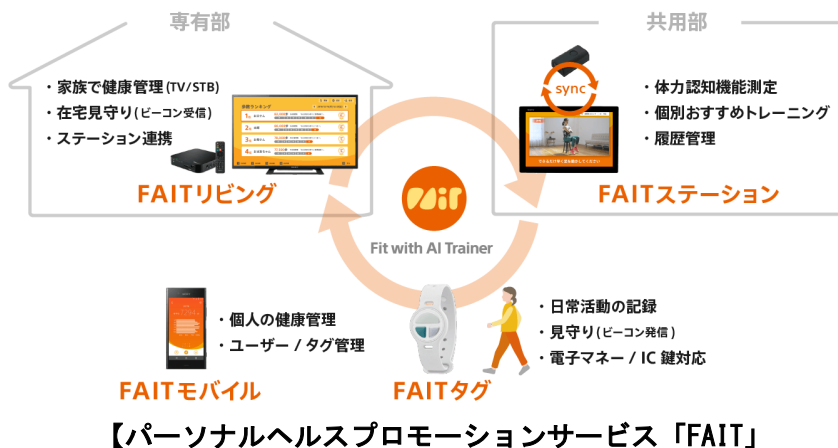 専有部
・家族で健康管理(TV/STB)
・在宅見守り(ビーコン受信)
・ステーション連携
FAITリビング
共用部
sync
・体力認知機能測定
・個別おすすめトレーニング
・履歴管理
FAITステーション
FAiT
Fit with AI Trainer
・個人の健康管理
・ユーザー / タグ管理
FAITモバイル
・日常活動の記録
・見守り(ビーコン発信)
・電子マネー / IC 鍵対応
FAITタグ
【パーソナルヘルスプロモーションサービス「FAIT」